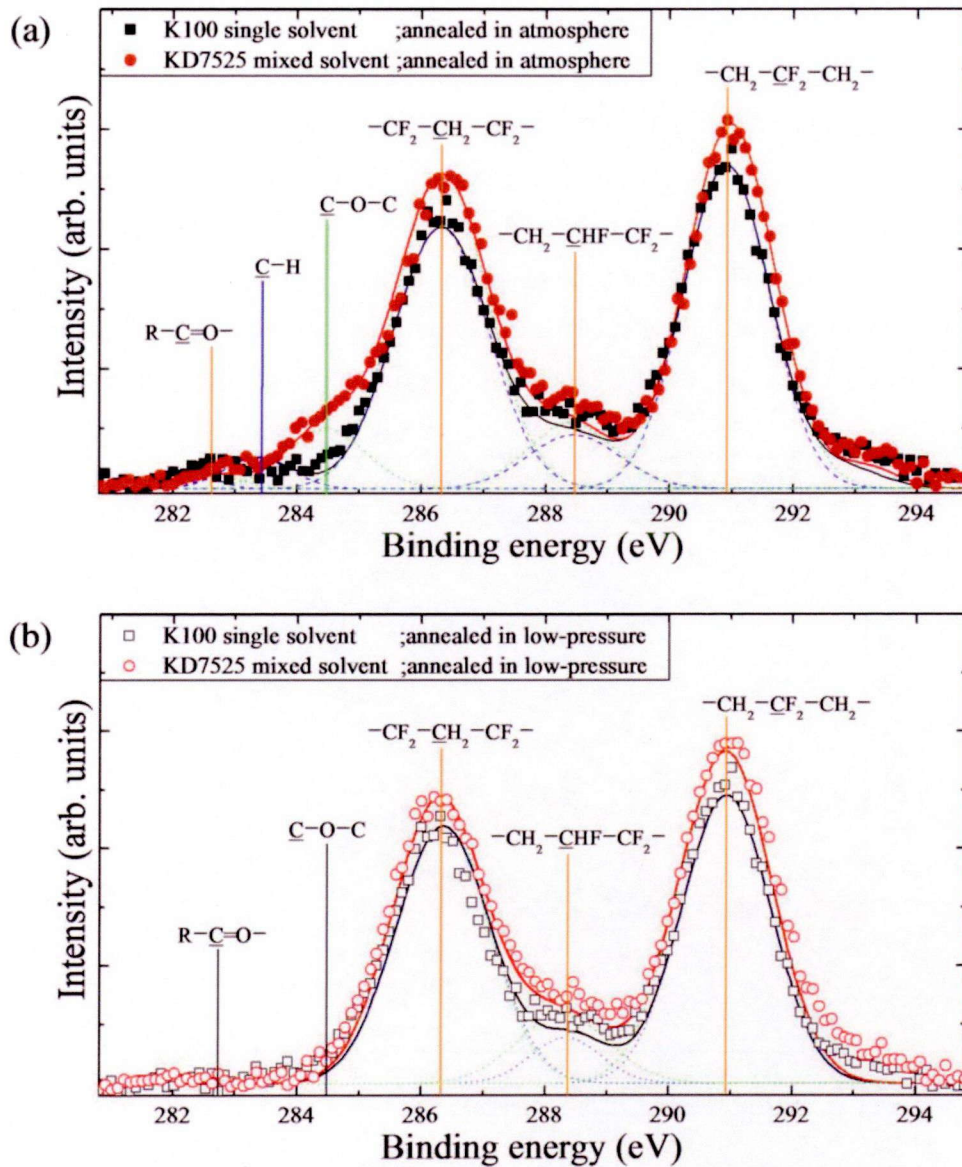 (a)
K100 single solvent ;annealed in atmosphere
KD7525 mixed solvent ;annealed in atmosphere
−CH₂−CF₂−CH₂−
−CF₂−CH₂−CF₂−
C−O−C
−CH₂−CHF−CF₂−
C−H
R−C=O−
Intensity (arb. units)
282 284 286 288 290 292 294
Binding energy (eV)
(b)
K100 single solvent ;annealed in low-pressure
KD7525 mixed solvent ;annealed in low-pressure
−CH₂−CF₂−CH₂−
−CF₂−CH₂−CF₂−
C−O−C
−CH₂−CHF−CF₂−
R−C=O−
Intensity (arb. units)
282 284 286 288 290 292 294
Binding energy (eV)